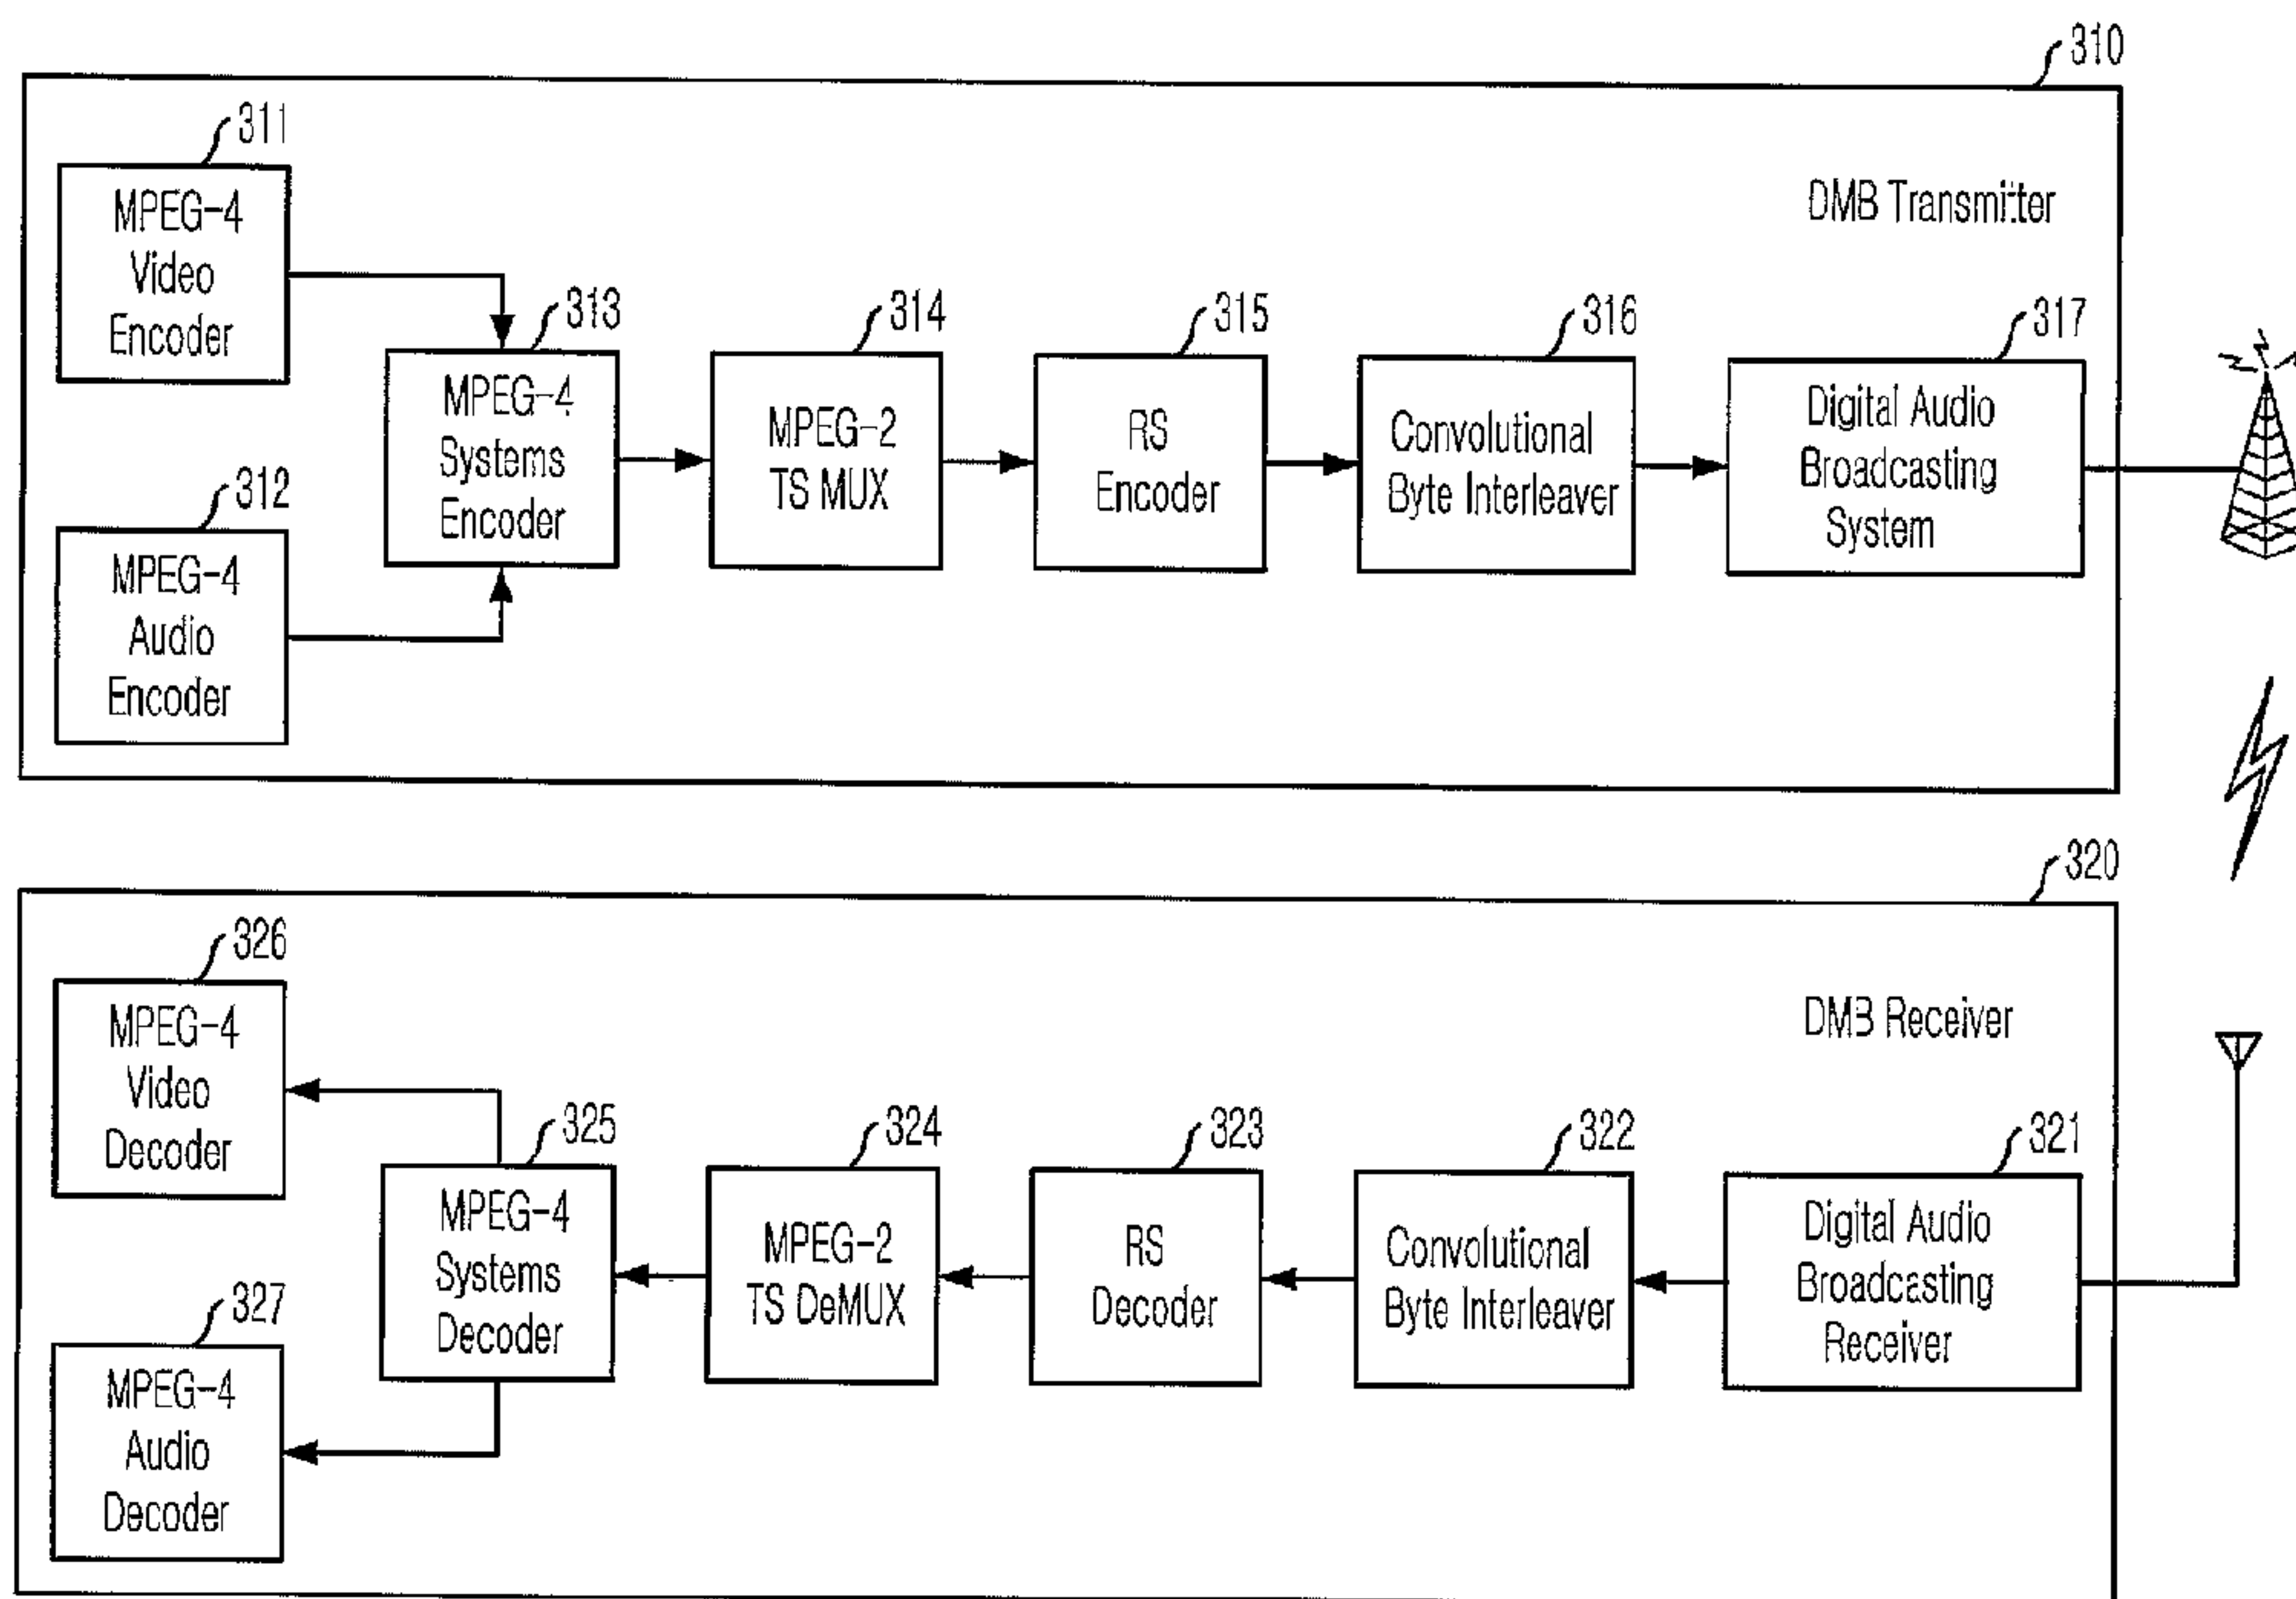 310
311
MPEG-4
Video
Encoder
DMB Transmitter
312
MPEG-4
Audio
Encoder
313
MPEG-4
Systems
Encoder
314
MPEG-2
TS MUX
315
RS
Encoder
316
Convolutional
Byte Interleaver
317
Digital Audio
Broadcasting
System
320
326
MPEG-4
Video
Decoder
DMB Receiver
327
MPEG-4
Audio
Decoder
325
MPEG-4
Systems
Decoder
324
MPEG-2
TS DeMUX
323
RS
Decoder
322
Convolutional
Byte Interleaver
321
Digital Audio
Broadcasting
Receiver